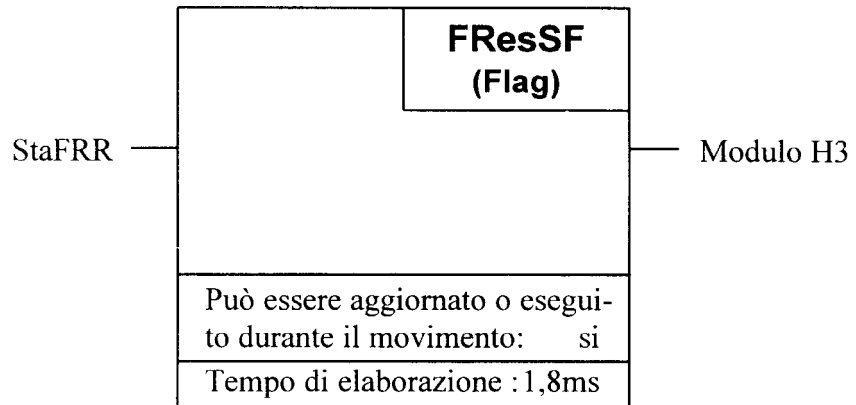 FResSF
(Flag)
StaFRR
Modulo H3
Può essere aggiornato o esegui-
to durante il movimento: si
Tempo di elaborazione :1,8ms